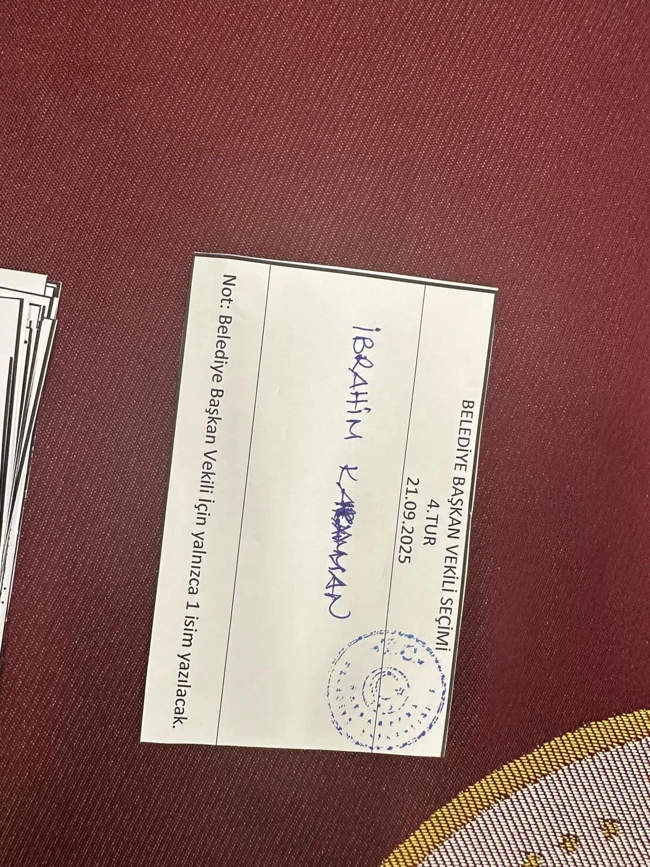 BELEDİYE BAŞKAN VEKİLİ SEÇİMİ
4.TUR
21.09.2025
İBRAHİM
Not: Belediye Başkan Vekili İçin yalnızca 1 isim yazılacak.